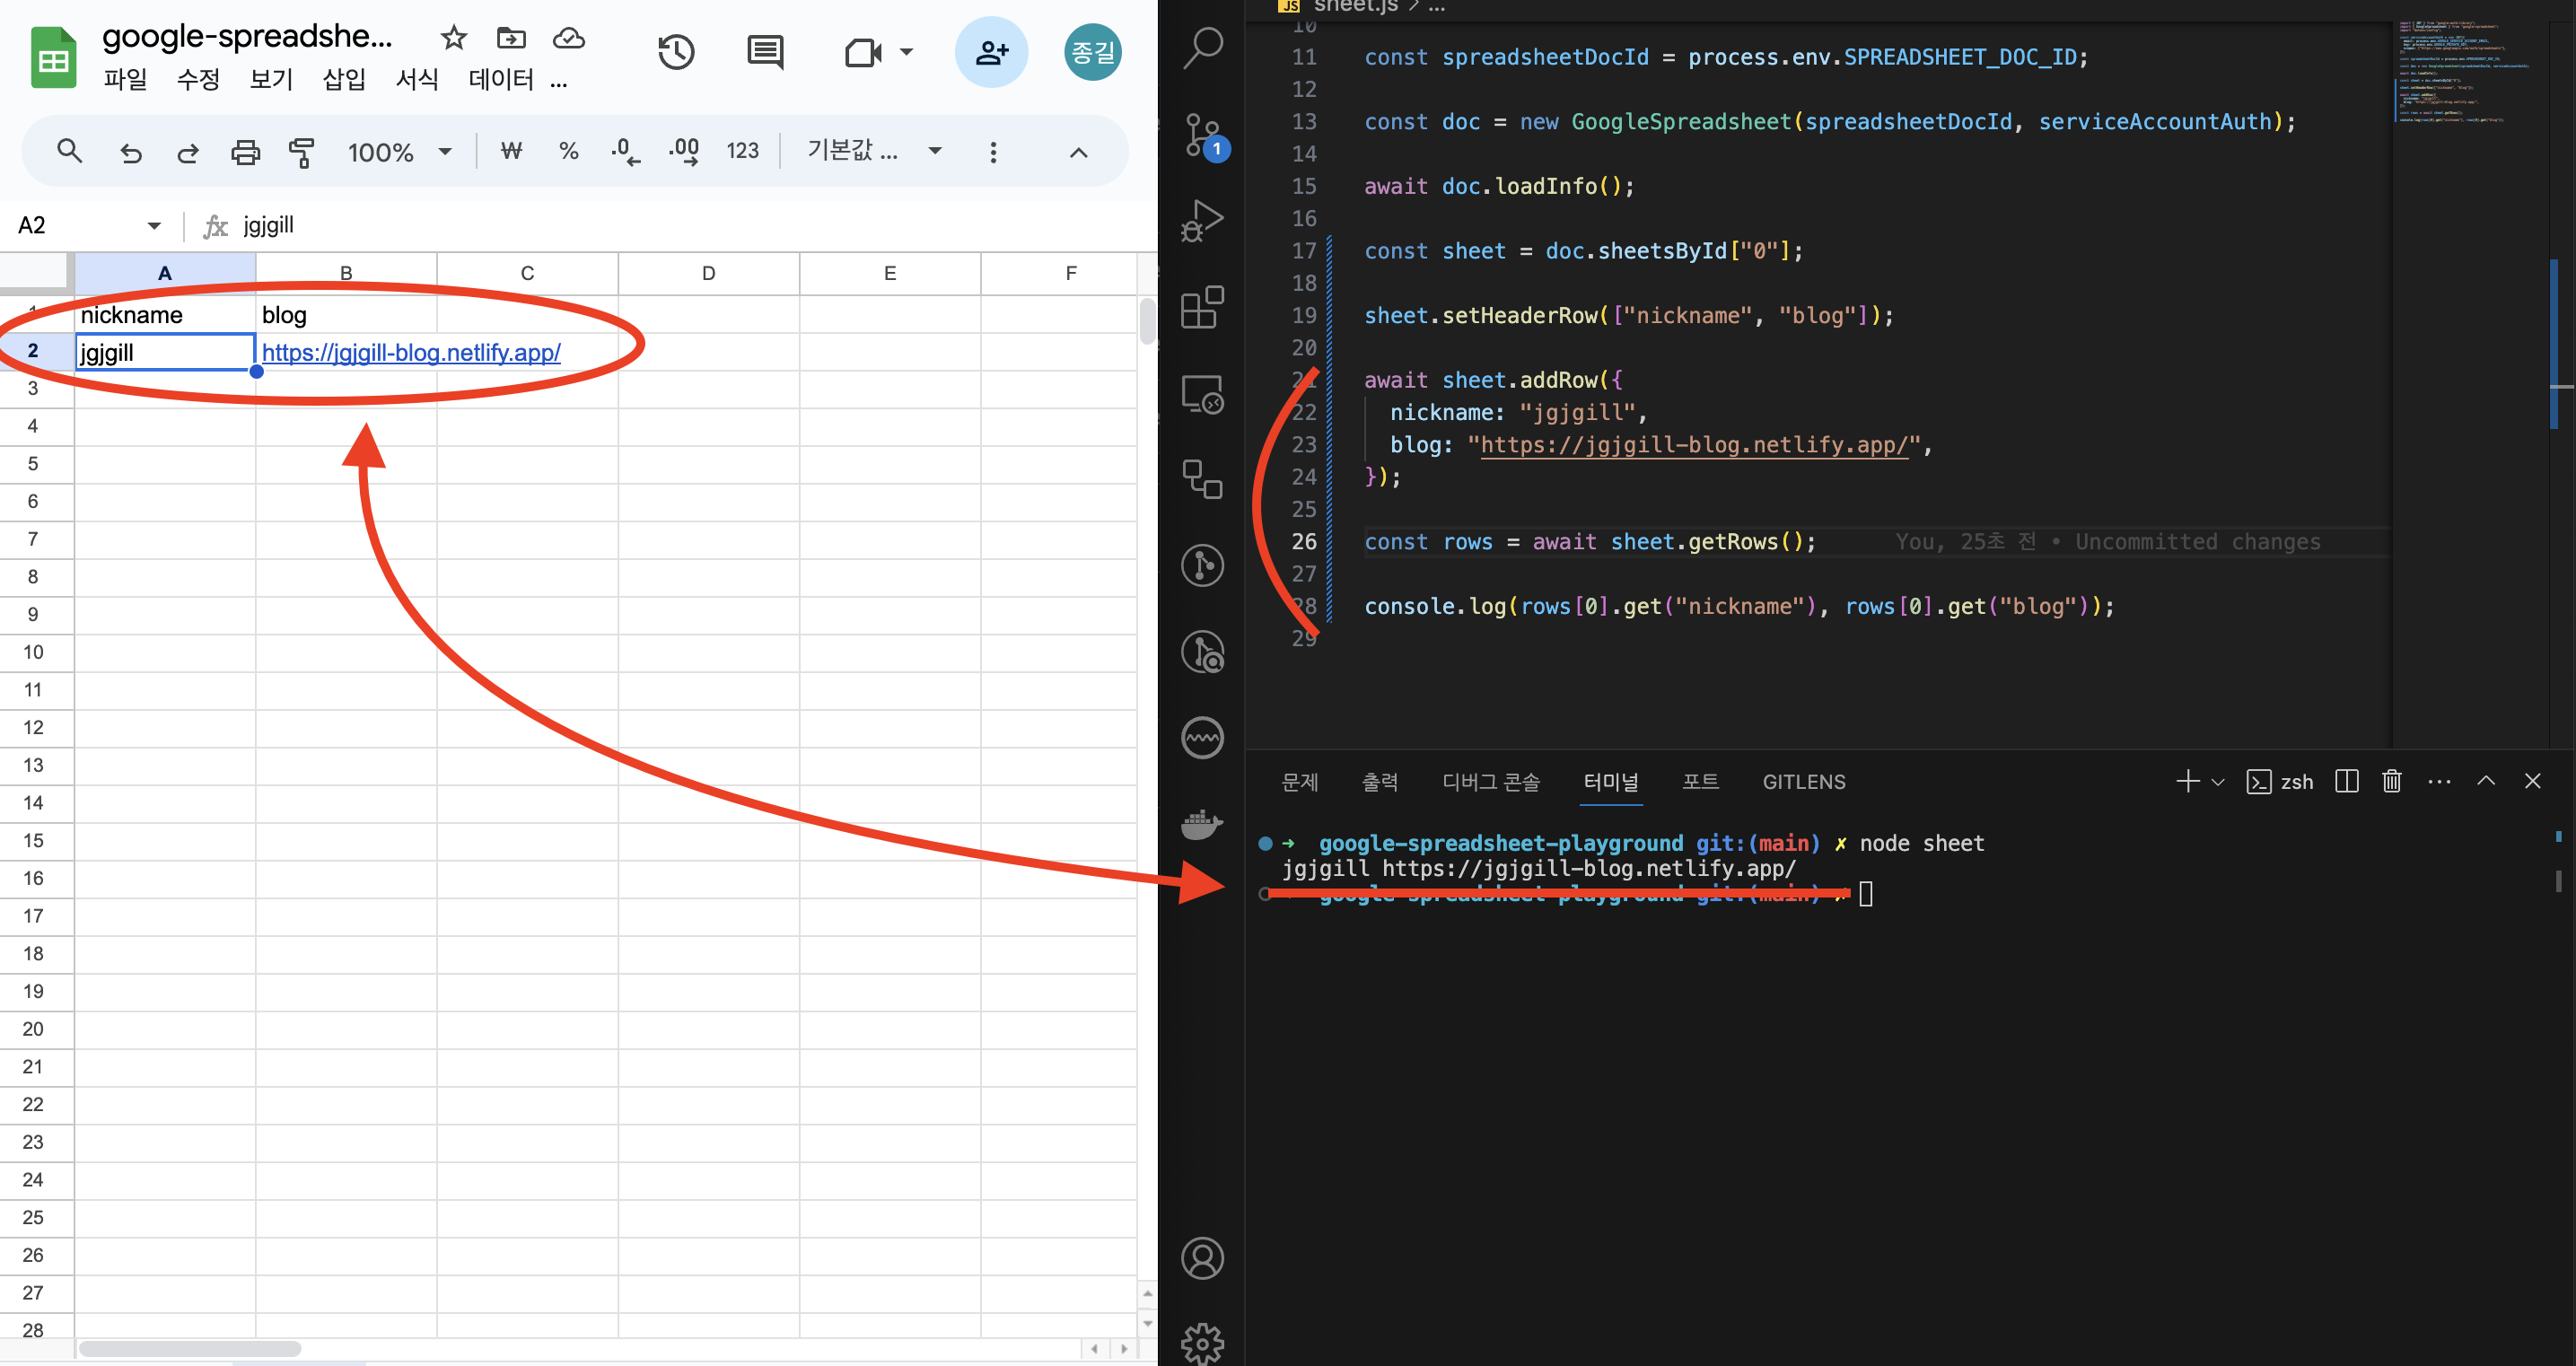 google-spreadshe...
파일 수정 보기 삽입 서식 데이터 ...
종길
100% ₩ % .0 .00 123 기본값 ...
A2 fx jgjgill
A B C D E F
1 nickname blog
2 jgjgill https://jgjgill-blog.netlify.app/
3
4
5
6
7
8
9
10
11
12
13
14
15
16
17
18
19
20
21
22
23
24
25
26
27
28
1
JS sheet.js > ...
10
11 const spreadsheetDocId = process.env.SPREADSHEET_DOC_ID;
12
13 const doc = new GoogleSpreadsheet(spreadsheetDocId, serviceAccountAuth);
14
15 await doc.loadInfo();
16
17 const sheet = doc.sheetsById["0"];
18
19 sheet.setHeaderRow(["nickname", "blog"]);
20
21 await sheet.addRow({
22 nickname: "jgjgill",
23 blog: "https://jgjgill-blog.netlify.app/",
24 });
25
26 const rows = await sheet.getRows(); You, 25초 전 • Uncommitted changes
27
28 console.log(rows[0].get("nickname"), rows[0].get("blog"));
29
문제 출력 디버그 콘솔 터미널 포트 GITLENS zsh
➜ google-spreadsheet-playground git:(main) ✗ node sheet
jgjgill https://jgjgill-blog.netlify.app/
google-spreadsheet-playground git:(main) ✗